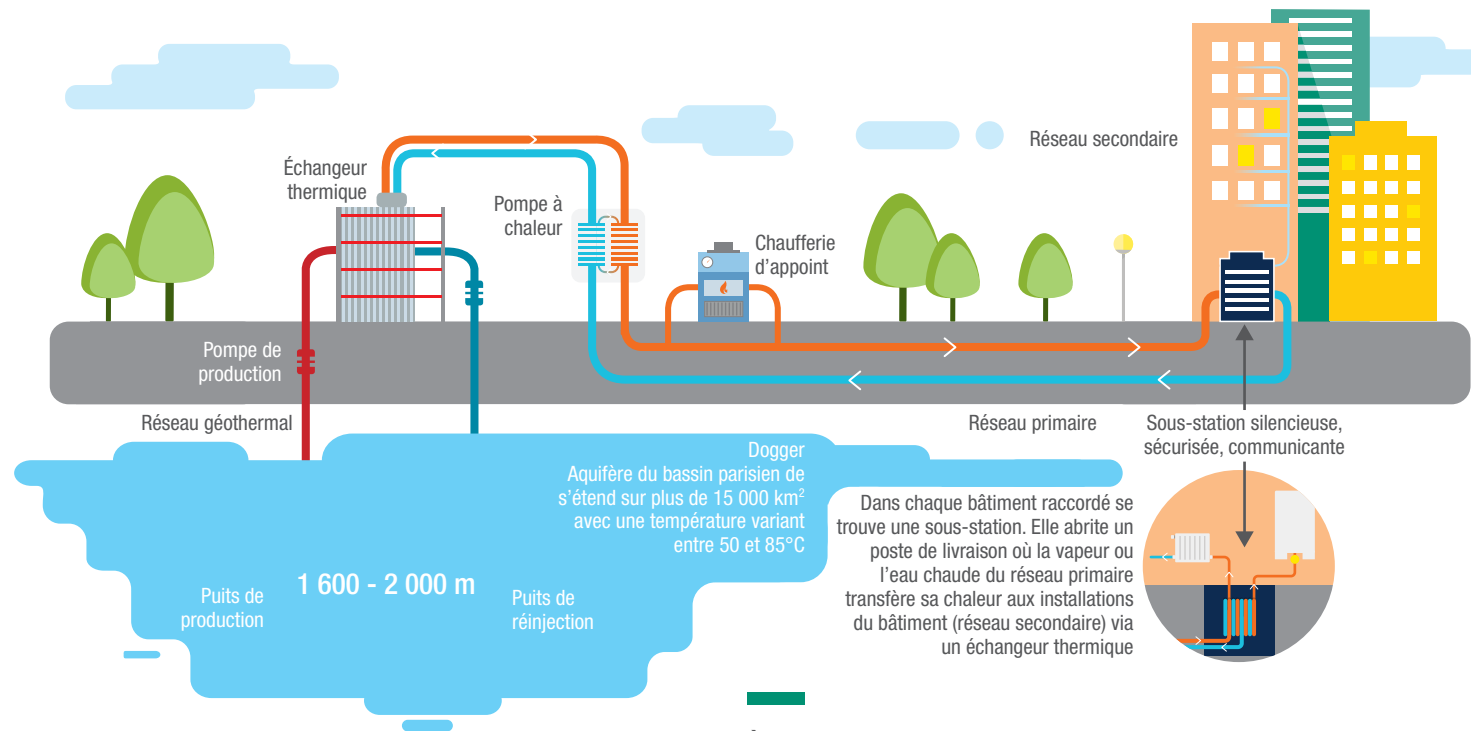 Réseau secondaire
Échangeur
thermique
Pompe à
chaleur
Chaufferie
d’appoint
Pompe de
production
Réseau géothermal
Réseau primaire
Sous-station silencieuse,
sécurisée, communicante
Dogger
Aquifère du bassin parisien de
s’étend sur plus de 15 000 km²
avec une température variant
entre 50 et 85°C
1 600 - 2 000 m
Puits de
production
Puits de
réinjection
Dans chaque bâtiment raccordé se
trouve une sous-station. Elle abrite un
poste de livraison où la vapeur ou
l’eau chaude du réseau primaire
transfère sa chaleur aux installations
du bâtiment (réseau secondaire) via
un échangeur thermique